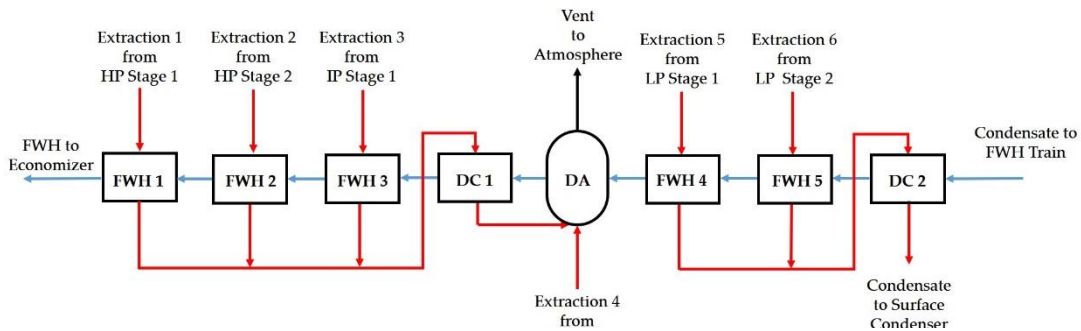 Vent
to
Atmosphere
Extraction 1
from
HP Stage 1
Extraction 2
from
HP Stage 2
Extraction 3
from
IP Stage 1
Extraction 5
from
LP Stage 1
Extraction 6
from
LP Stage 2
FWH to
Economizer
Condensate to
FWH Train
FWH 1
FWH 2
FWH 3
DC 1
DA
FWH 4
FWH 5
DC 2
Extraction 4
from
Condensate
to Surface
Condenser